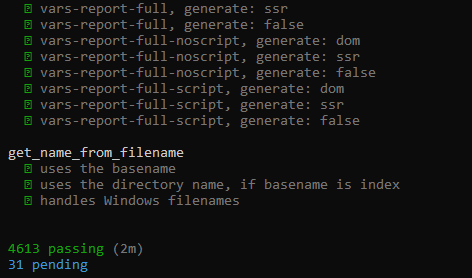 vars-report-full, generate: ssr
vars-report-full, generate: false
vars-report-full-noscript, generate: dom
vars-report-full-noscript, generate: ssr
vars-report-full-noscript, generate: false
vars-report-full-script, generate: dom
vars-report-full-script, generate: ssr
vars-report-full-script, generate: false
get_name_from_filename
uses the basename
uses the directory name, if basename is index
handles Windows filenames
4613 passing (2m)
31 pending